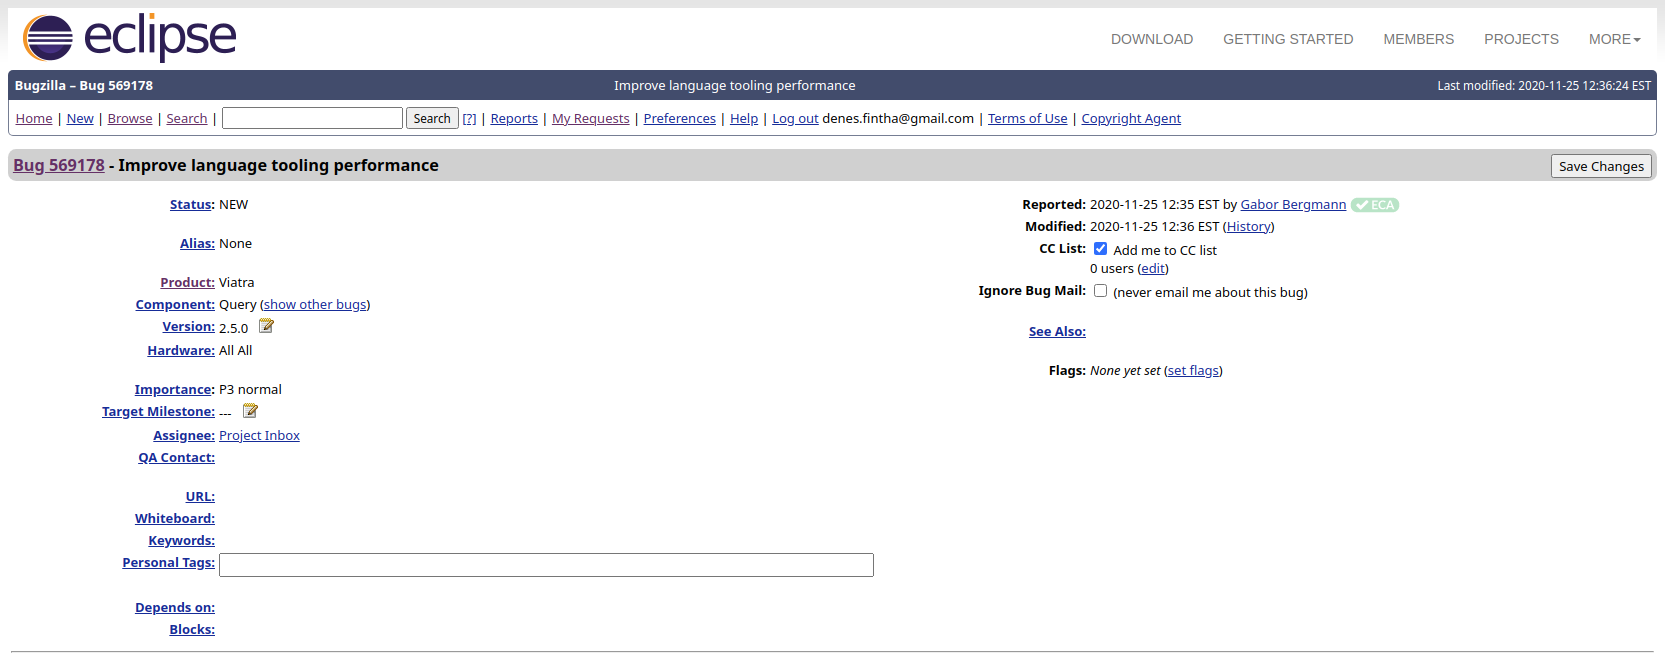 eclipse
DOWNLOAD GETTING STARTED MEMBERS PROJECTS MORE
Bugzilla – Bug 569178 Improve language tooling performance Last modified: 2020-11-25 12:36:24 EST
Home | New | Browse | Search | Search [?] | Reports | My Requests | Preferences | Help | Log out denes.fintha@gmail.com | Terms of Use | Copyright Agent
Bug 569178 - Improve language tooling performance Save Changes
Status: NEW
Alias: None
Product: Viatra
Component: Query (show other bugs)
Version: 2.5.0
Hardware: All All
Importance: P3 normal
Target Milestone: ---
Assignee: Project Inbox
QA Contact:
URL:
Whiteboard:
Keywords:
Personal Tags:
Depends on:
Blocks:
Reported: 2020-11-25 12:35 EST by Gabor Bergmann ECA
Modified: 2020-11-25 12:36 EST (History)
CC List: Add me to CC list
0 users (edit)
Ignore Bug Mail: (never email me about this bug)
See Also:
Flags: None yet set (set flags)